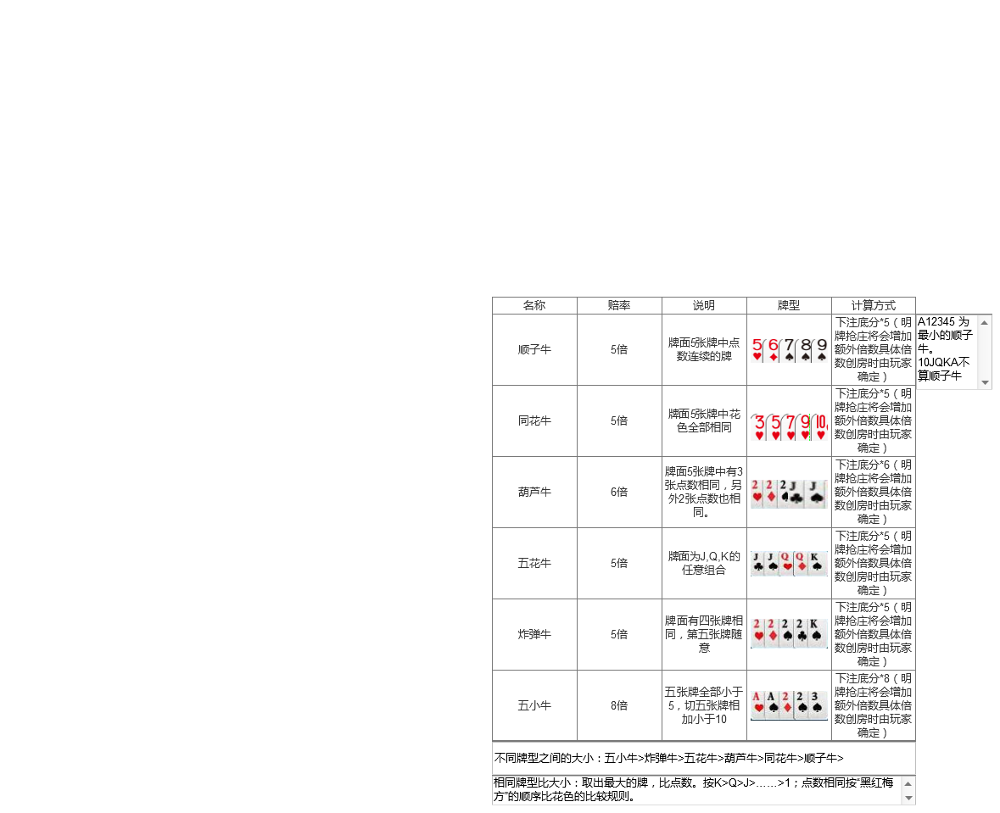 名称 赔率 说明 牌型 计算方式
顺子牛
5倍
牌面5张牌中点
数连续的牌
5 6 7 8 9
下注底分*5（明
牌抢庄将会增加
额外倍数具体倍
数创房时由玩家
确定）
A12345 为
最小的顺子
牛。
10JQKA不
算顺子牛
同花牛
5倍
牌面5张牌中花
色全部相同
3 5 7 9 10
下注底分*5（明
牌抢庄将会增加
额外倍数具体倍
数创房时由玩家
确定）
葫芦牛
6倍
牌面5张牌中有3
张点数相同，另
外2张点数也相
同。
2 2 2 J J
下注底分*6（明
牌抢庄将会增加
额外倍数具体倍
数创房时由玩家
确定）
五花牛
5倍
牌面为J,Q,K的
任意组合
J J Q Q K
下注底分*5（明
牌抢庄将会增加
额外倍数具体倍
数创房时由玩家
确定）
炸弹牛
5倍
牌面有四张牌相
同，第五张牌随
意
2 2 2 2 K
下注底分*5（明
牌抢庄将会增加
额外倍数具体倍
数创房时由玩家
确定）
五小牛
8倍
五张牌全部小于
5，切五张牌相
加小于10
A A 2 2 3
下注底分*8（明
牌抢庄将会增加
额外倍数具体倍
数创房时由玩家
确定）
不同牌型之间的大小：五小牛>炸弹牛>五花牛>葫芦牛>同花牛>顺子牛>
相同牌型比大小：取出最大的牌，比点数。按K>Q>J>……>1；点数相同按“黑红梅
方”的顺序比花色的比较规则。